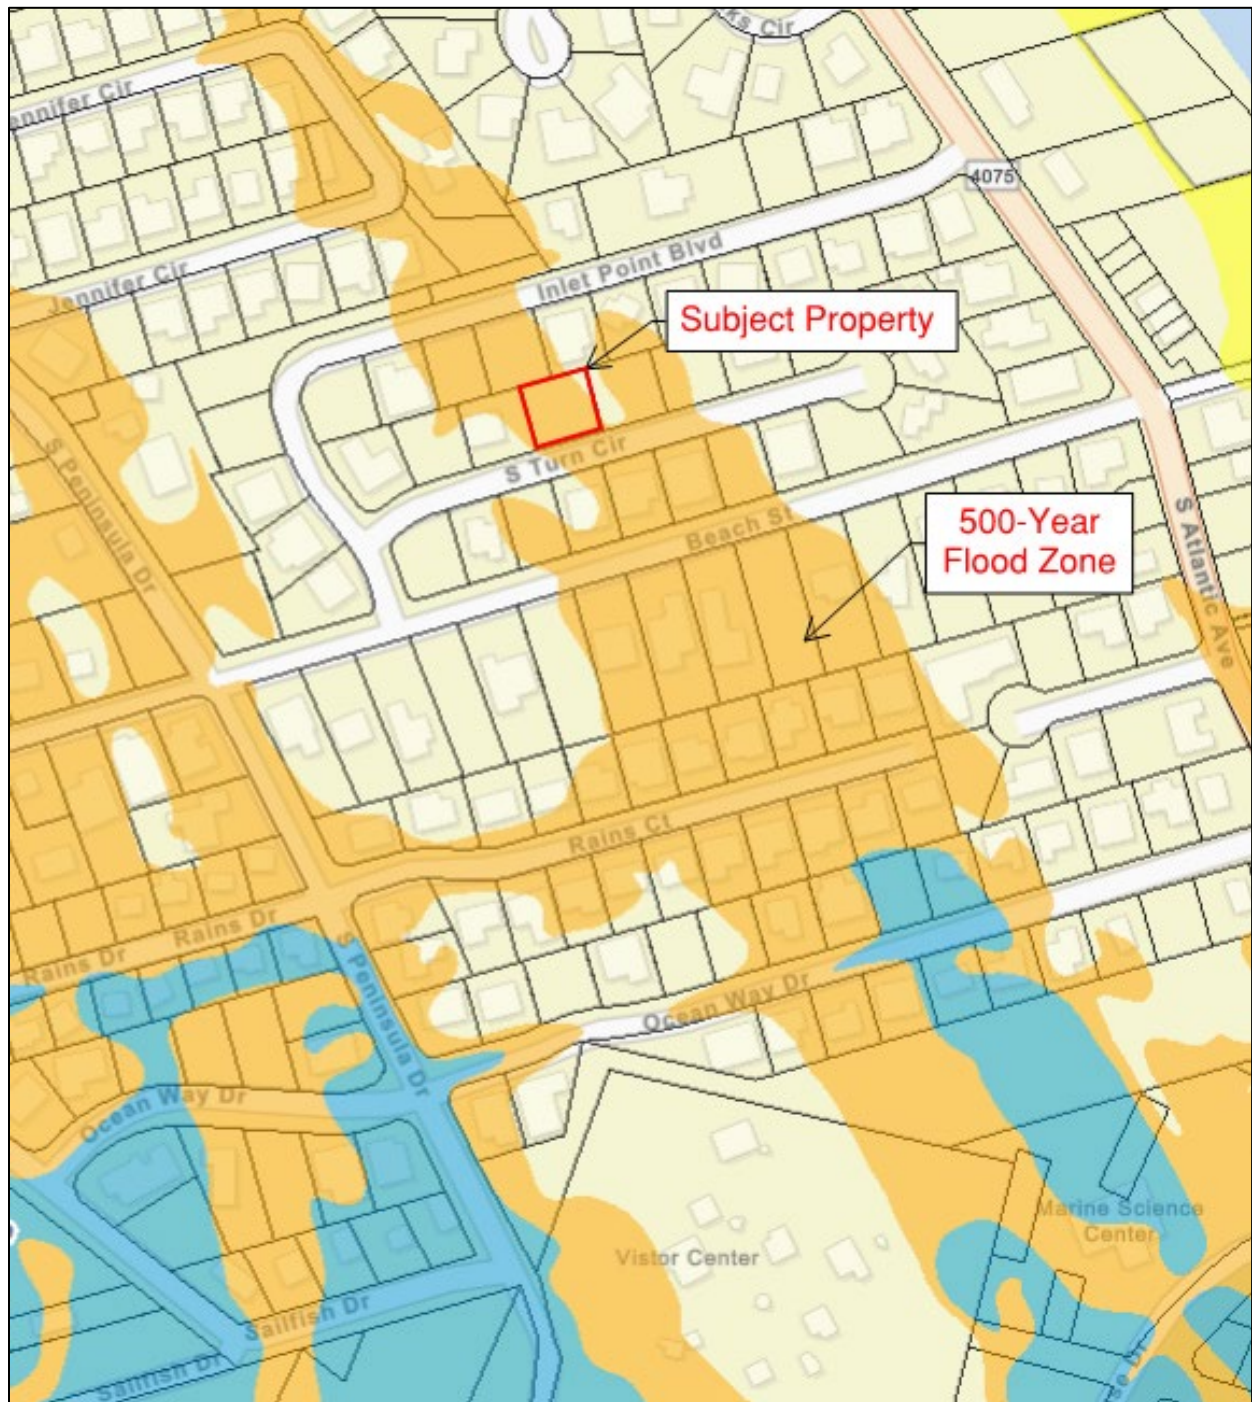 ks Cir
ennifer Cir
4075
Inlet Point Blvd
Jennifer Cir
Subject Property
S Turn Cir
S Peninsula Dr
500-Year
Flood Zone
Beach St
S Atlantic Ave
Rains Ct
Rains Dr
Rains Dr
S Peninsula Dr
Ocean Way Dr
Ocean Way Dr
Marine Science
Center
Vistor Center
Sailfish Dr
Sailfish Dr
se Dr